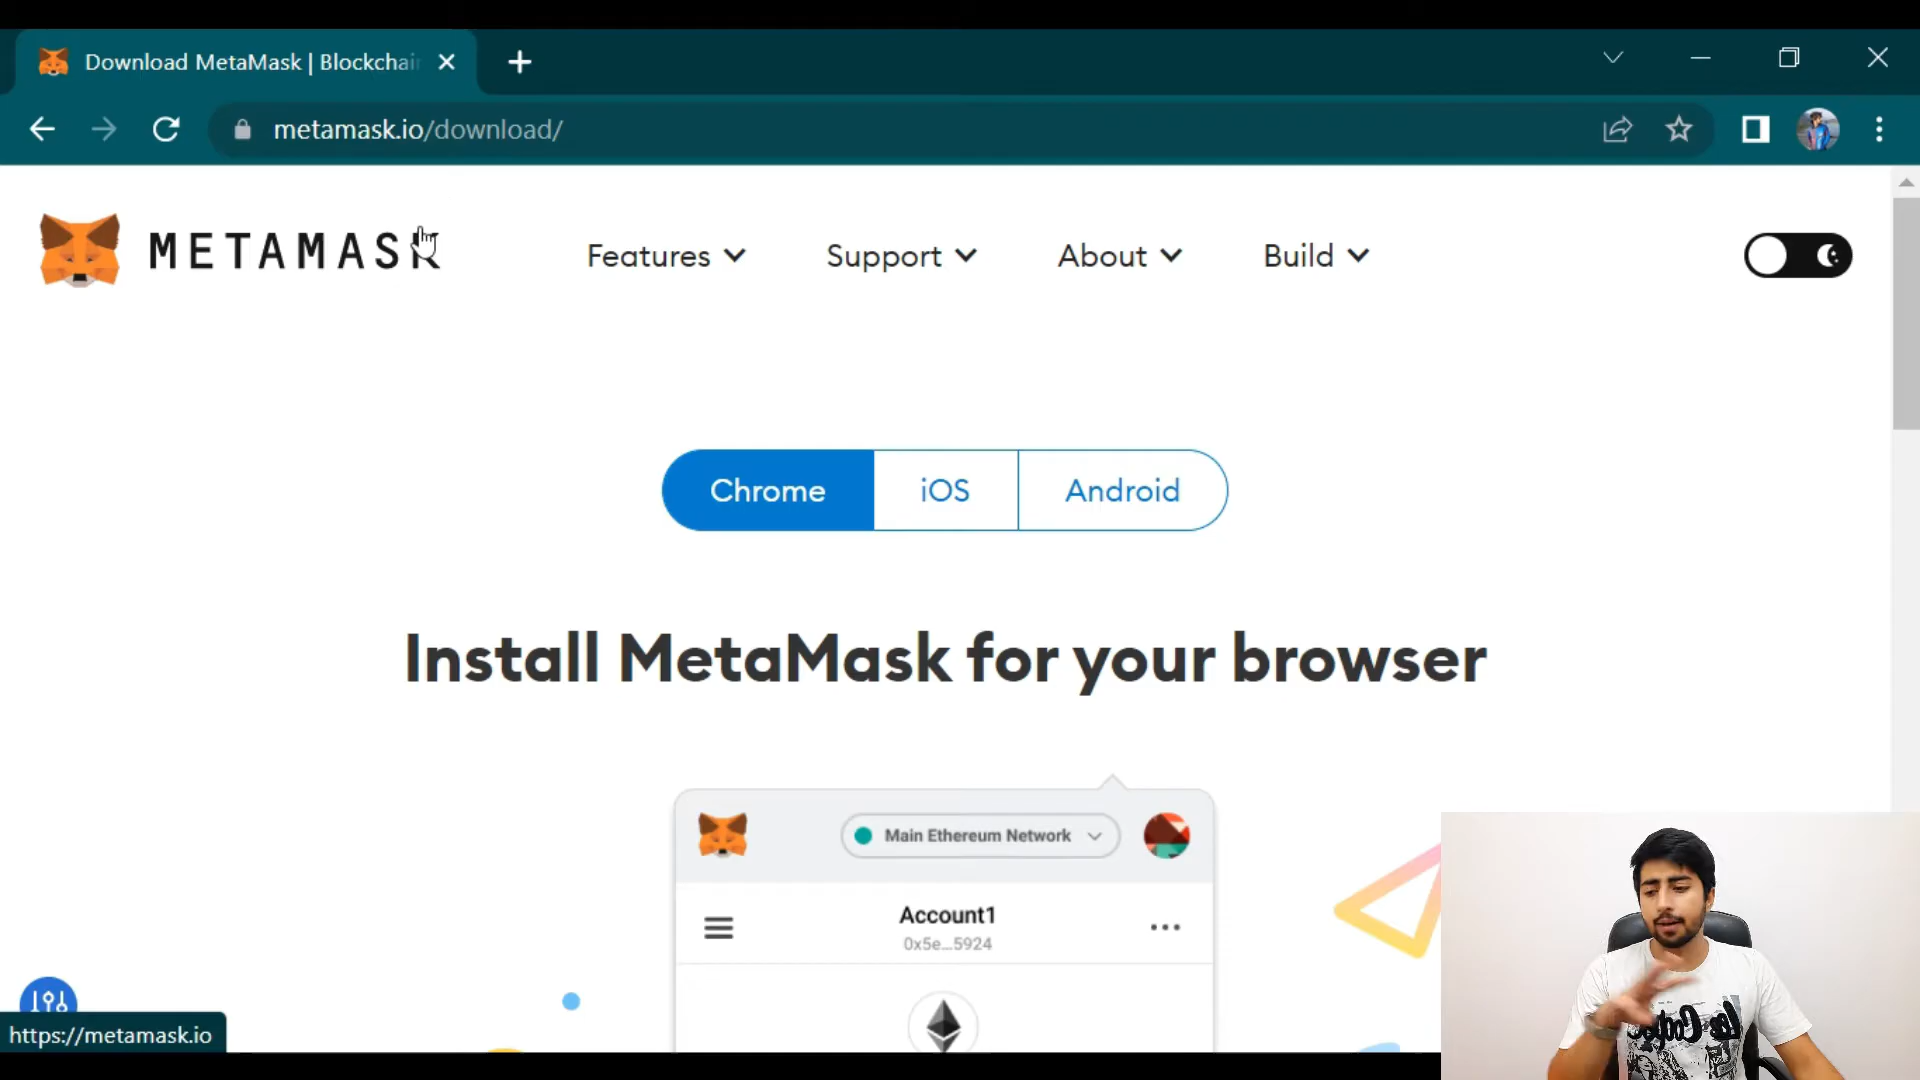 Download MetaMask | Blockchain
metamask.io/download/
METAMASK
Features
Support
About
Build
Chrome
iOS
Android
Install MetaMask for your browser
Main Ethereum Network
Account1
0x5e...5924
https://metamask.io